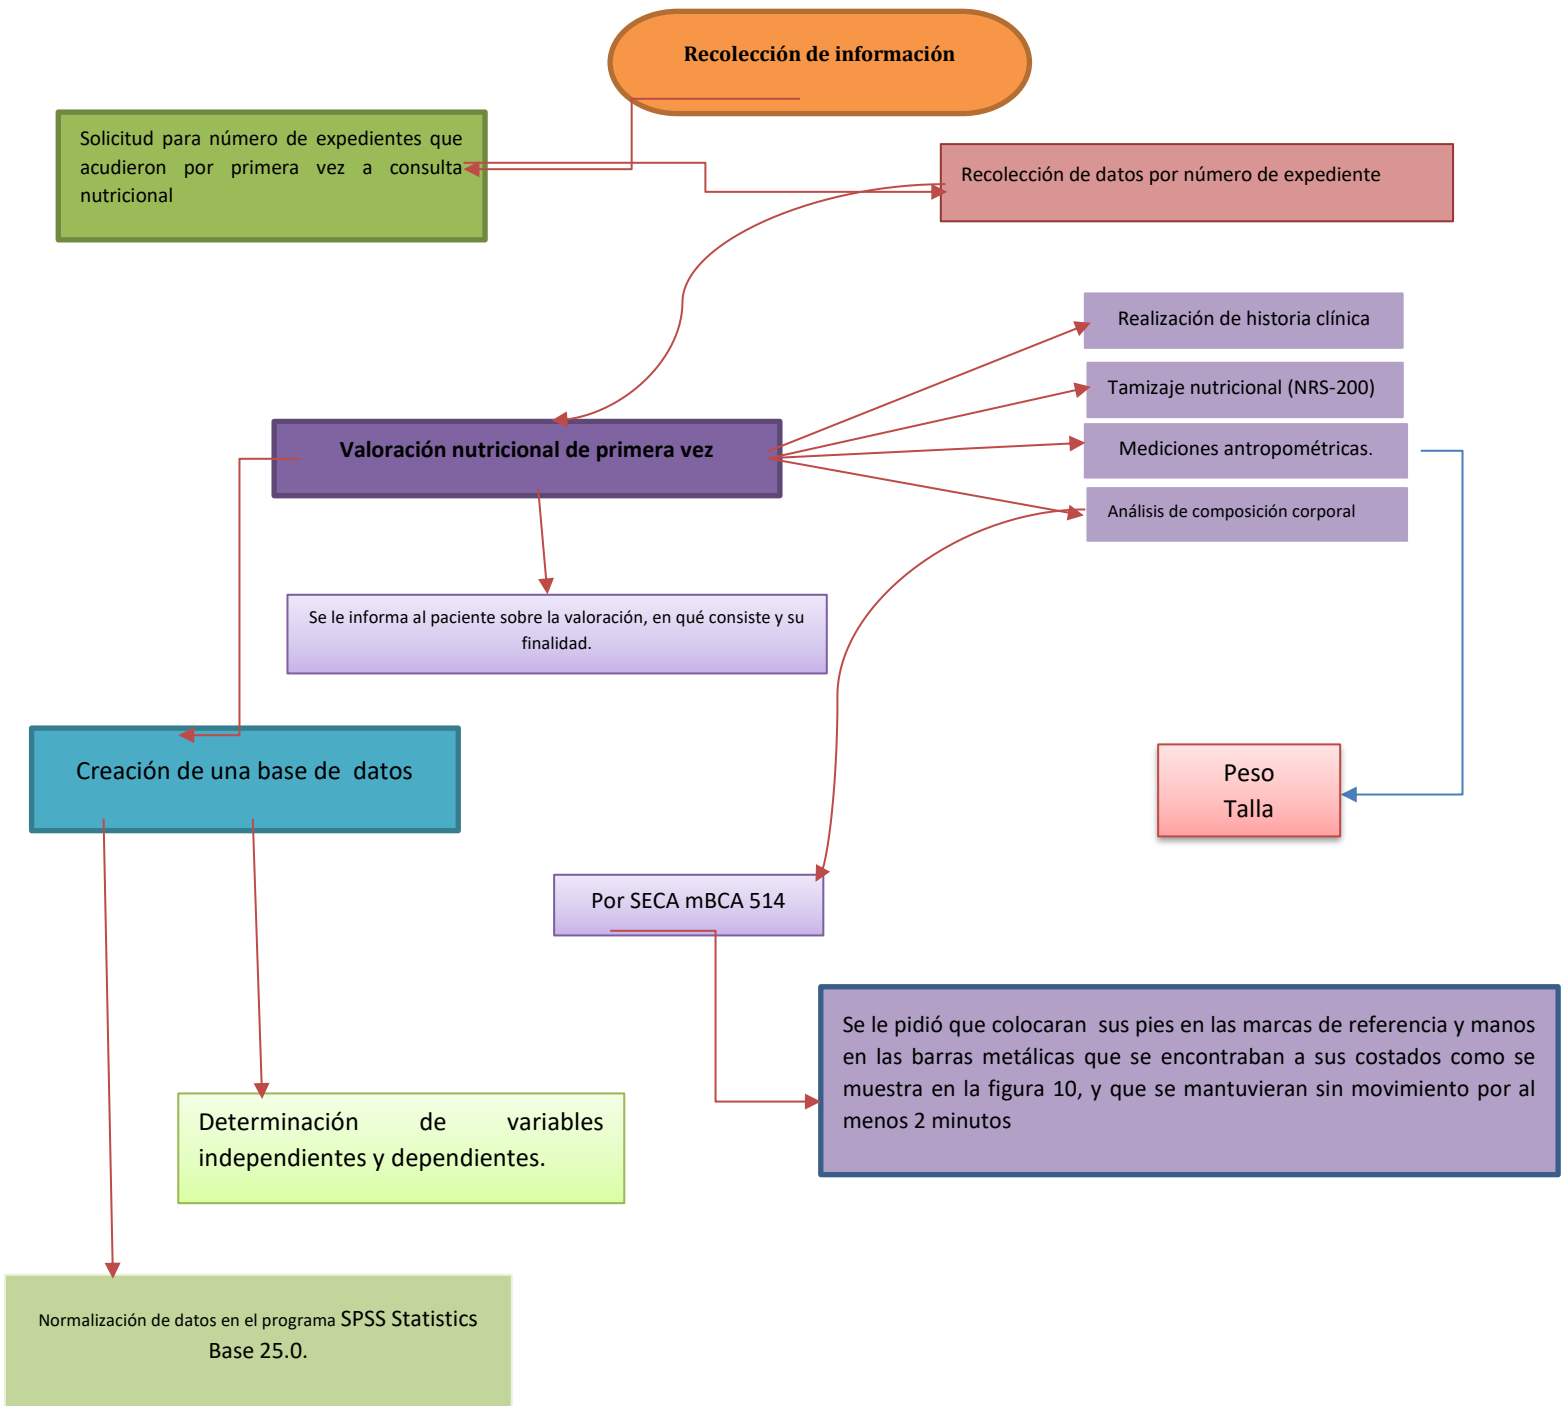 Recolección de información
Solicitud para número de expedientes que
acudieron por primera vez a consulta
nutricional
Recolección de datos por número de expediente
Realización de historia clínica
Tamizaje nutricional (NRS-200)
Valoración nutricional de primera vez
Mediciones antropométricas.
Análisis de composición corporal
Se le informa al paciente sobre la valoración, en qué consiste y su
finalidad.
Creación de una base de datos
Peso
Talla
Por SECA mBCA 514
Se le pidió que colocaran sus pies en las marcas de referencia y manos
en las barras metálicas que se encontraban a sus costados como se
muestra en la figura 10, y que se mantuvieran sin movimiento por al
menos 2 minutos
Determinación de variables
independientes y dependientes.
Normalización de datos en el programa SPSS Statistics
Base 25.0.